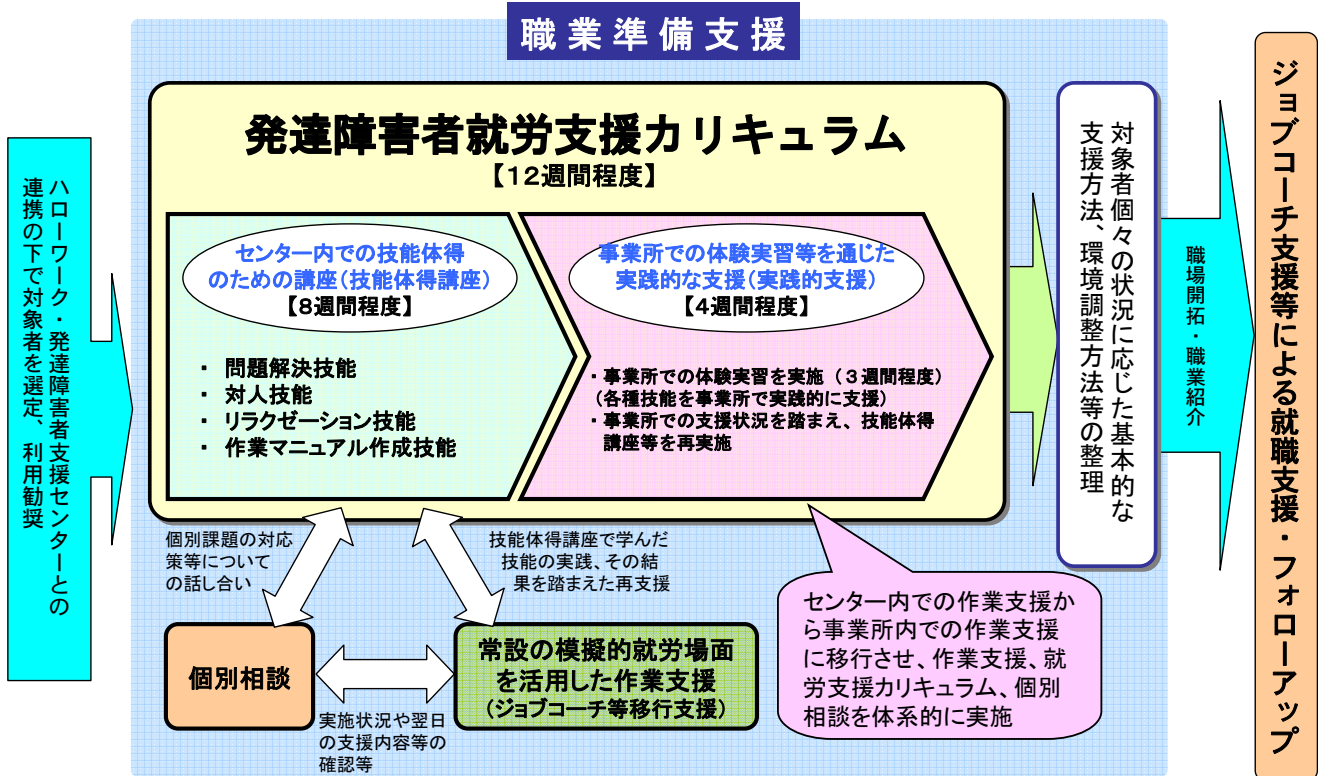 職業準備支援
ハローワーク・発達障害者支援センターとの
連携の下で対象者を選定、利用勧奨
発達障害者就労支援カリキュラム
【12週間程度】
センター内での技能体得
のための講座(技能体得講座)
【8週間程度】
・ 問題解決技能
・ 対人技能
・ リラクゼーション技能
・ 作業マニュアル作成技能
事業所での体験実習等を通じた
実践的な支援(実践的支援)
【4週間程度】
・事業所での体験実習を実施(3週間程度)
(各種技能を事業所で実践的に支援)
・事業所での支援状況を踏まえ、技能体得
講座等を再実施
対象者個々の状況に応じた基本的な
支援方法、環境調整方法等の整理
職場開拓・職業紹介
ジョブコーチ支援等による就職支援・フォローアップ
個別課題の対応
策等について
の話し合い
技能体得講座で学んだ
技能の実践、その結
果を踏まえた再支援
個別相談
実施状況や翌日
の支援内容等の
確認等
常設の模擬的就労場面
を活用した作業支援
(ジョブコーチ等移行支援)
センター内での作業支援か
ら事業所内での作業支援
に移行させ、作業支援、就
労支援カリキュラム、個別
相談を体系的に実施